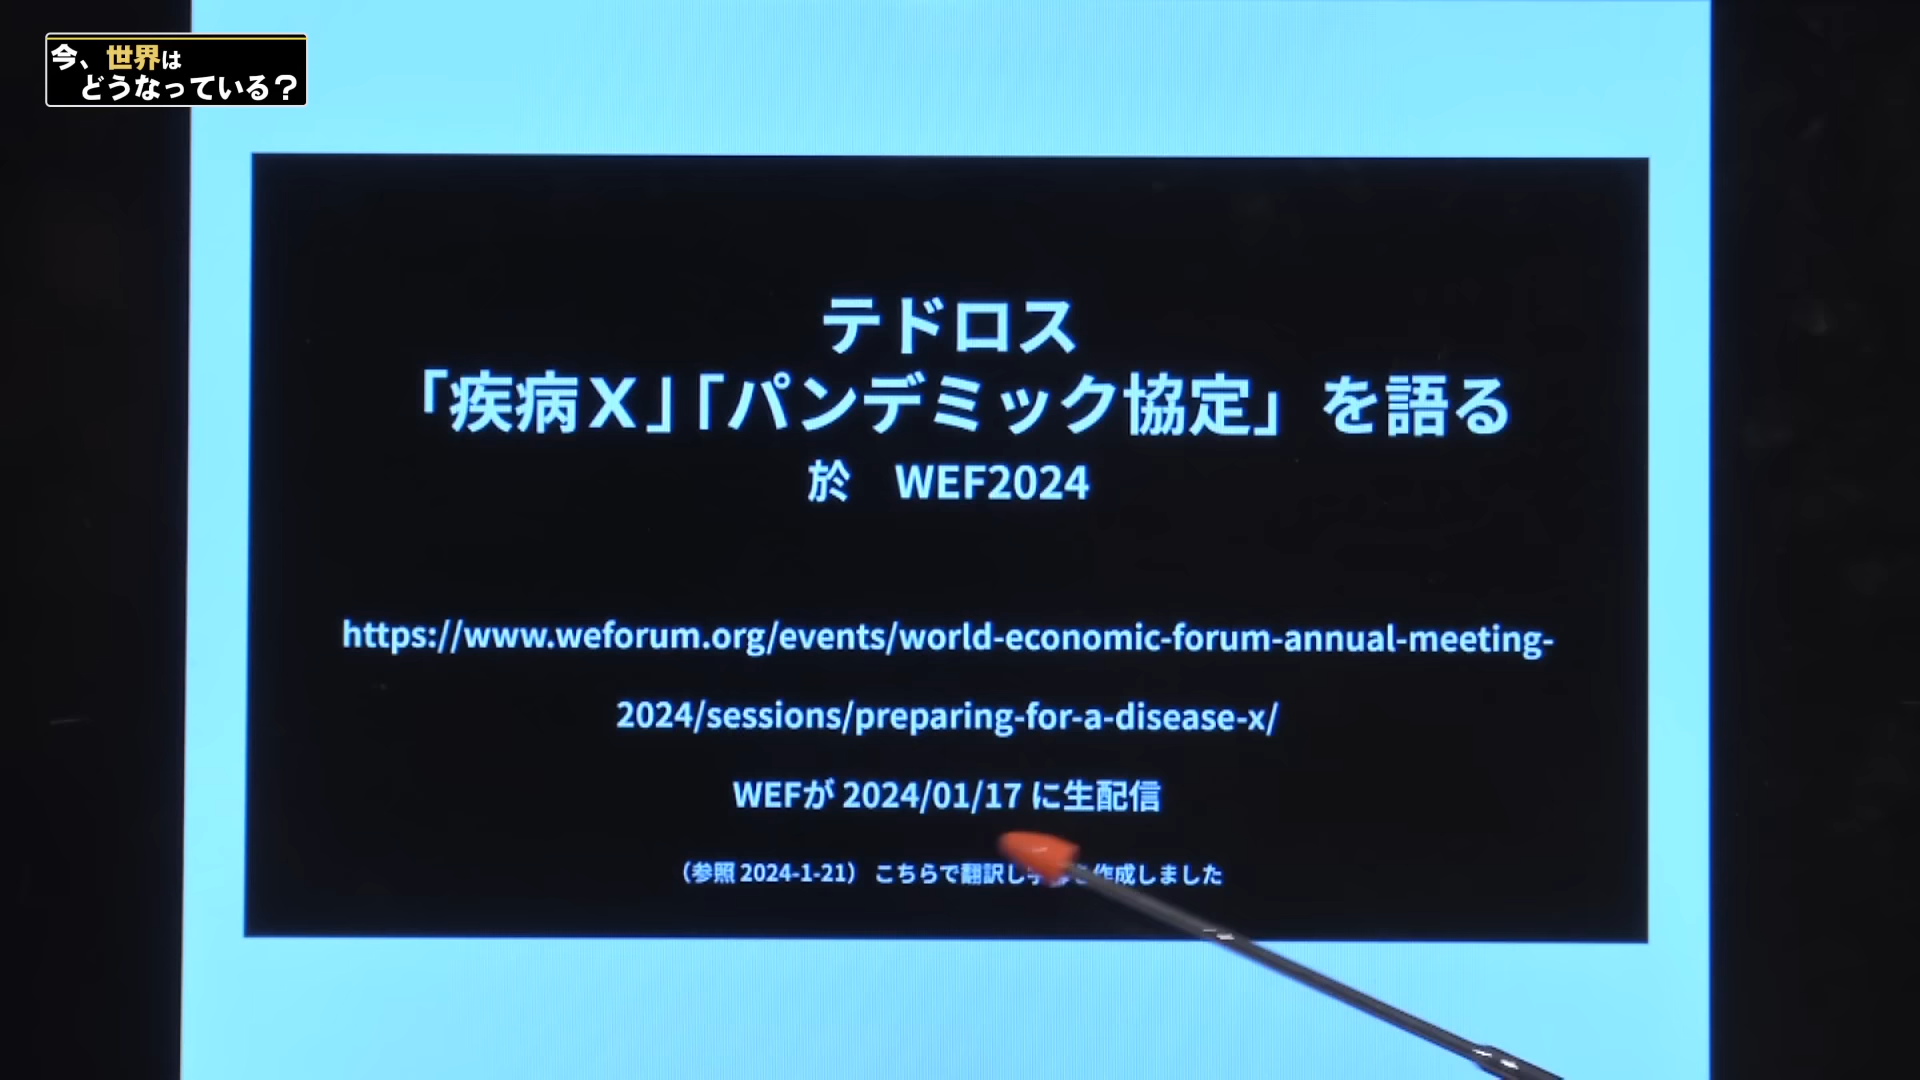 今、世界は
どうなっている？
テドロス
「疾病X」「パンデミック協定」を語る
於 WEF2024
https://www.weforum.org/events/world-economic-forum-annual-meeting-
2024/sessions/preparing-for-a-disease-x/
WEFが 2024/01/17 に生配信
（参照 2024-1-21） こちらで翻訳し 作成しました